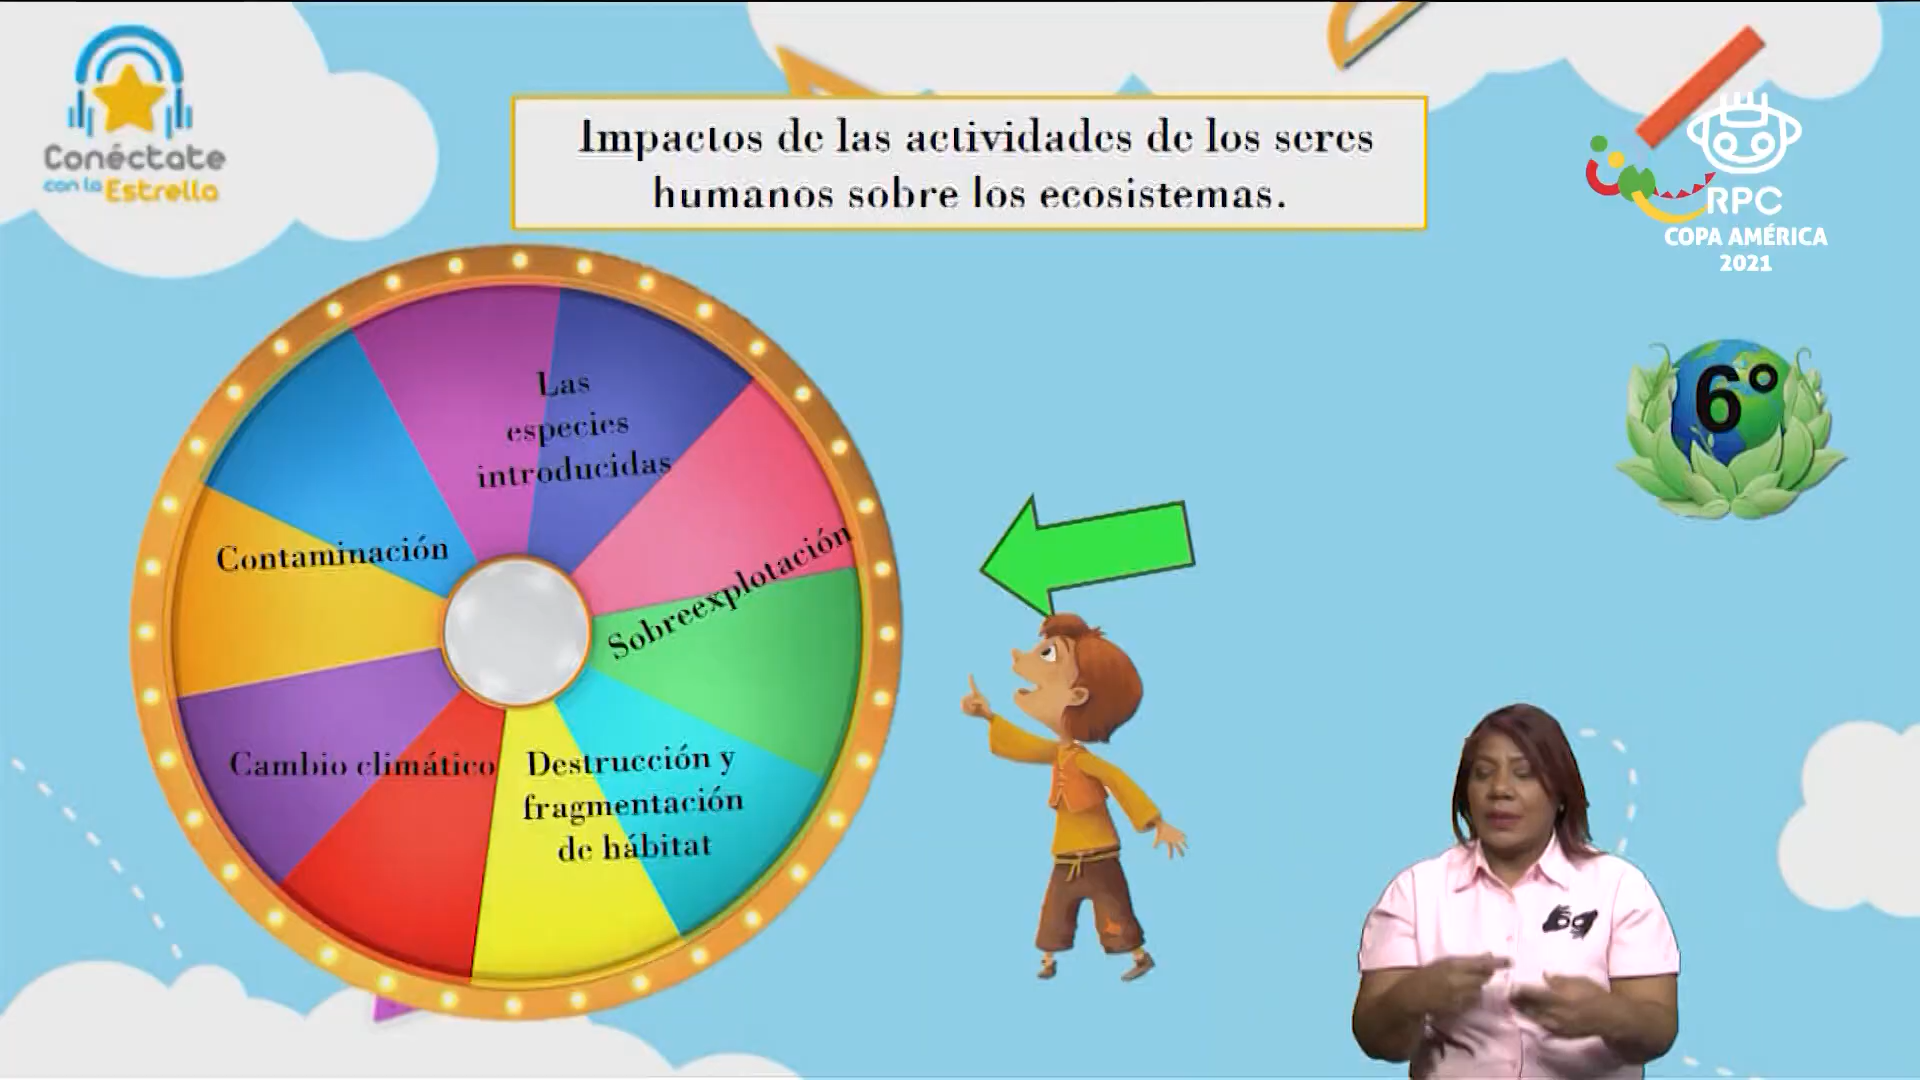 Conéctate
con la Estrella
Impactos de las actividades de los seres
humanos sobre los ecosistemas.
RPC
COPA AMÉRICA
2021
6°
Las
especies
introducidas
Contaminación
Sobreexplotación
Cambio climático
Destrucción y
fragmentación
de hábitat